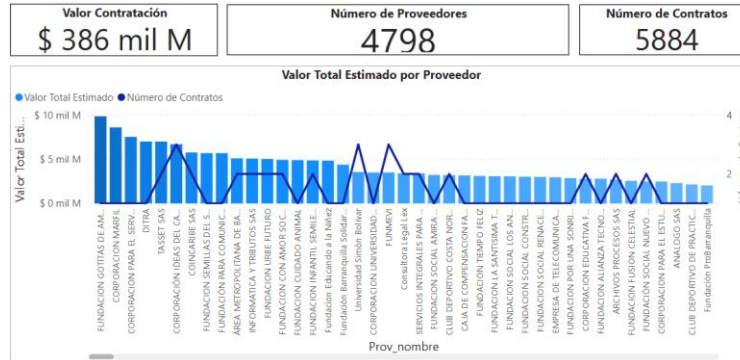 Valor Contratación
$ 386 mil M
Número de Proveedores
4798
Número de Contratos
5884
Valor Total Estimado por Proveedor
Valor Total Estimado
Número de Contratos
Valor Total Esti...
$ 10 mil M
$ 5 mil M
$ 0 mil M
4
2
FUNDACION GOTITAS DE AM...
CORPORACION MARFIL
CORPORACION PARA EL SERV...
DITRA
TASSET SAS
CORPORACIÓN IDEAS DEL CA...
COINCARIBE SAS
FUNDACION SEMILLAS DEL S...
FUNDACION PARA COMUNIC...
ÁREA METROPOLITANA DE BA...
INFORMATICA Y TRIBUTOS SAS
FUNDACION URBE FUTURO
FUNDACION CON AMOR SO C...
FUNDACION CUIDADO ANIMAL
FUNDACION INFANTIL SEMILE...
Fundacion Educando a la Niñez
Fundación Barranquilla Solidar...
Universidad Simón Bolívar
CORPORACION UNIVERSIDAD...
FUNMEVI
Consultora Legal Lex
SERVICIOS INTEGRALES PARA...
FUNDACION SOCIAL AMIRA...
CLUB DEPORTIVO COSTA NOR...
CAJA DE COMPENSACION FA...
FUNDACION TIEMPO FELIZ
FUNDACION LA SANTISIMA T...
FUNDACION SOCIAL LOS AN...
FUNDACION SOCIAL CONSTR...
FUNDACION SOCIAL RENACE...
EMPRESA DE TELECOMUNICA...
FUNDACION POR UNA SONRI...
CORPORACION EDUCATIVA F...
FUNDACION ALIANZA TECNO...
ARCHIVOS PROCESOS SAS
FUNDACION FUSION CELESTIAL
FUNDACION SOCIAL NUEVO ...
CORPORACION PARA EL ESTU...
ANALOGO SAS
CLUB DEPORTIVO DE PRACTIC...
Fundación ProBarranquilla
Prov_nombre